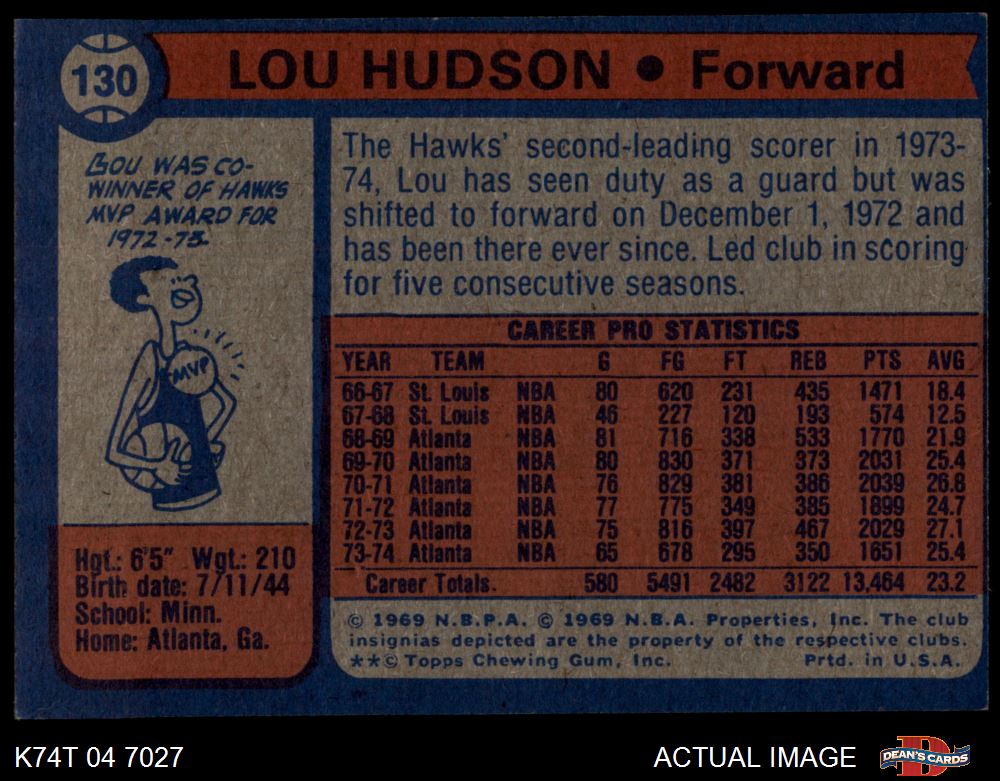 130
LOU HUDSON • Forward
LOU WAS CO-
WINNER OF HAWKS
MVP AWARD FOR
1972-73.
MVP
Hgt.: 6'5" Wgt.: 210
Birth date: 7/11/44
School: Minn.
Home: Atlanta, Ga.
The Hawks' second-leading scorer in 1973-
74, Lou has seen duty as a guard but was
shifted to forward on December 1, 1972 and
has been there ever since. Led club in scoring
for five consecutive seasons.
CAREER PRO STATISTICS
YEAR TEAM G FG FT REB PTS AVG
66-67 St. Louis NBA 80 620 231 435 1471 18.4
67-68 St. Louis NBA 46 227 120 193 574 12.5
68-69 Atlanta NBA 81 716 338 533 1770 21.9
69-70 Atlanta NBA 80 830 371 373 2031 25.4
70-71 Atlanta NBA 76 829 381 386 2039 26.8
71-72 Atlanta NBA 77 775 349 385 1899 24.7
72-73 Atlanta NBA 75 816 397 467 2029 27.1
73-74 Atlanta NBA 65 678 295 350 1651 25.4
Career Totals. 580 5491 2482 3122 13,464 23.2
© 1969 N.B.P.A. © 1969 N.B.A. Properties, Inc. The club
insignias depicted are the property of the respective clubs.
**© Topps Chewing Gum, Inc. Prtd. in U.S.A.
K74T 04 7027
ACTUAL IMAGE
D
DEAN'S CARDS